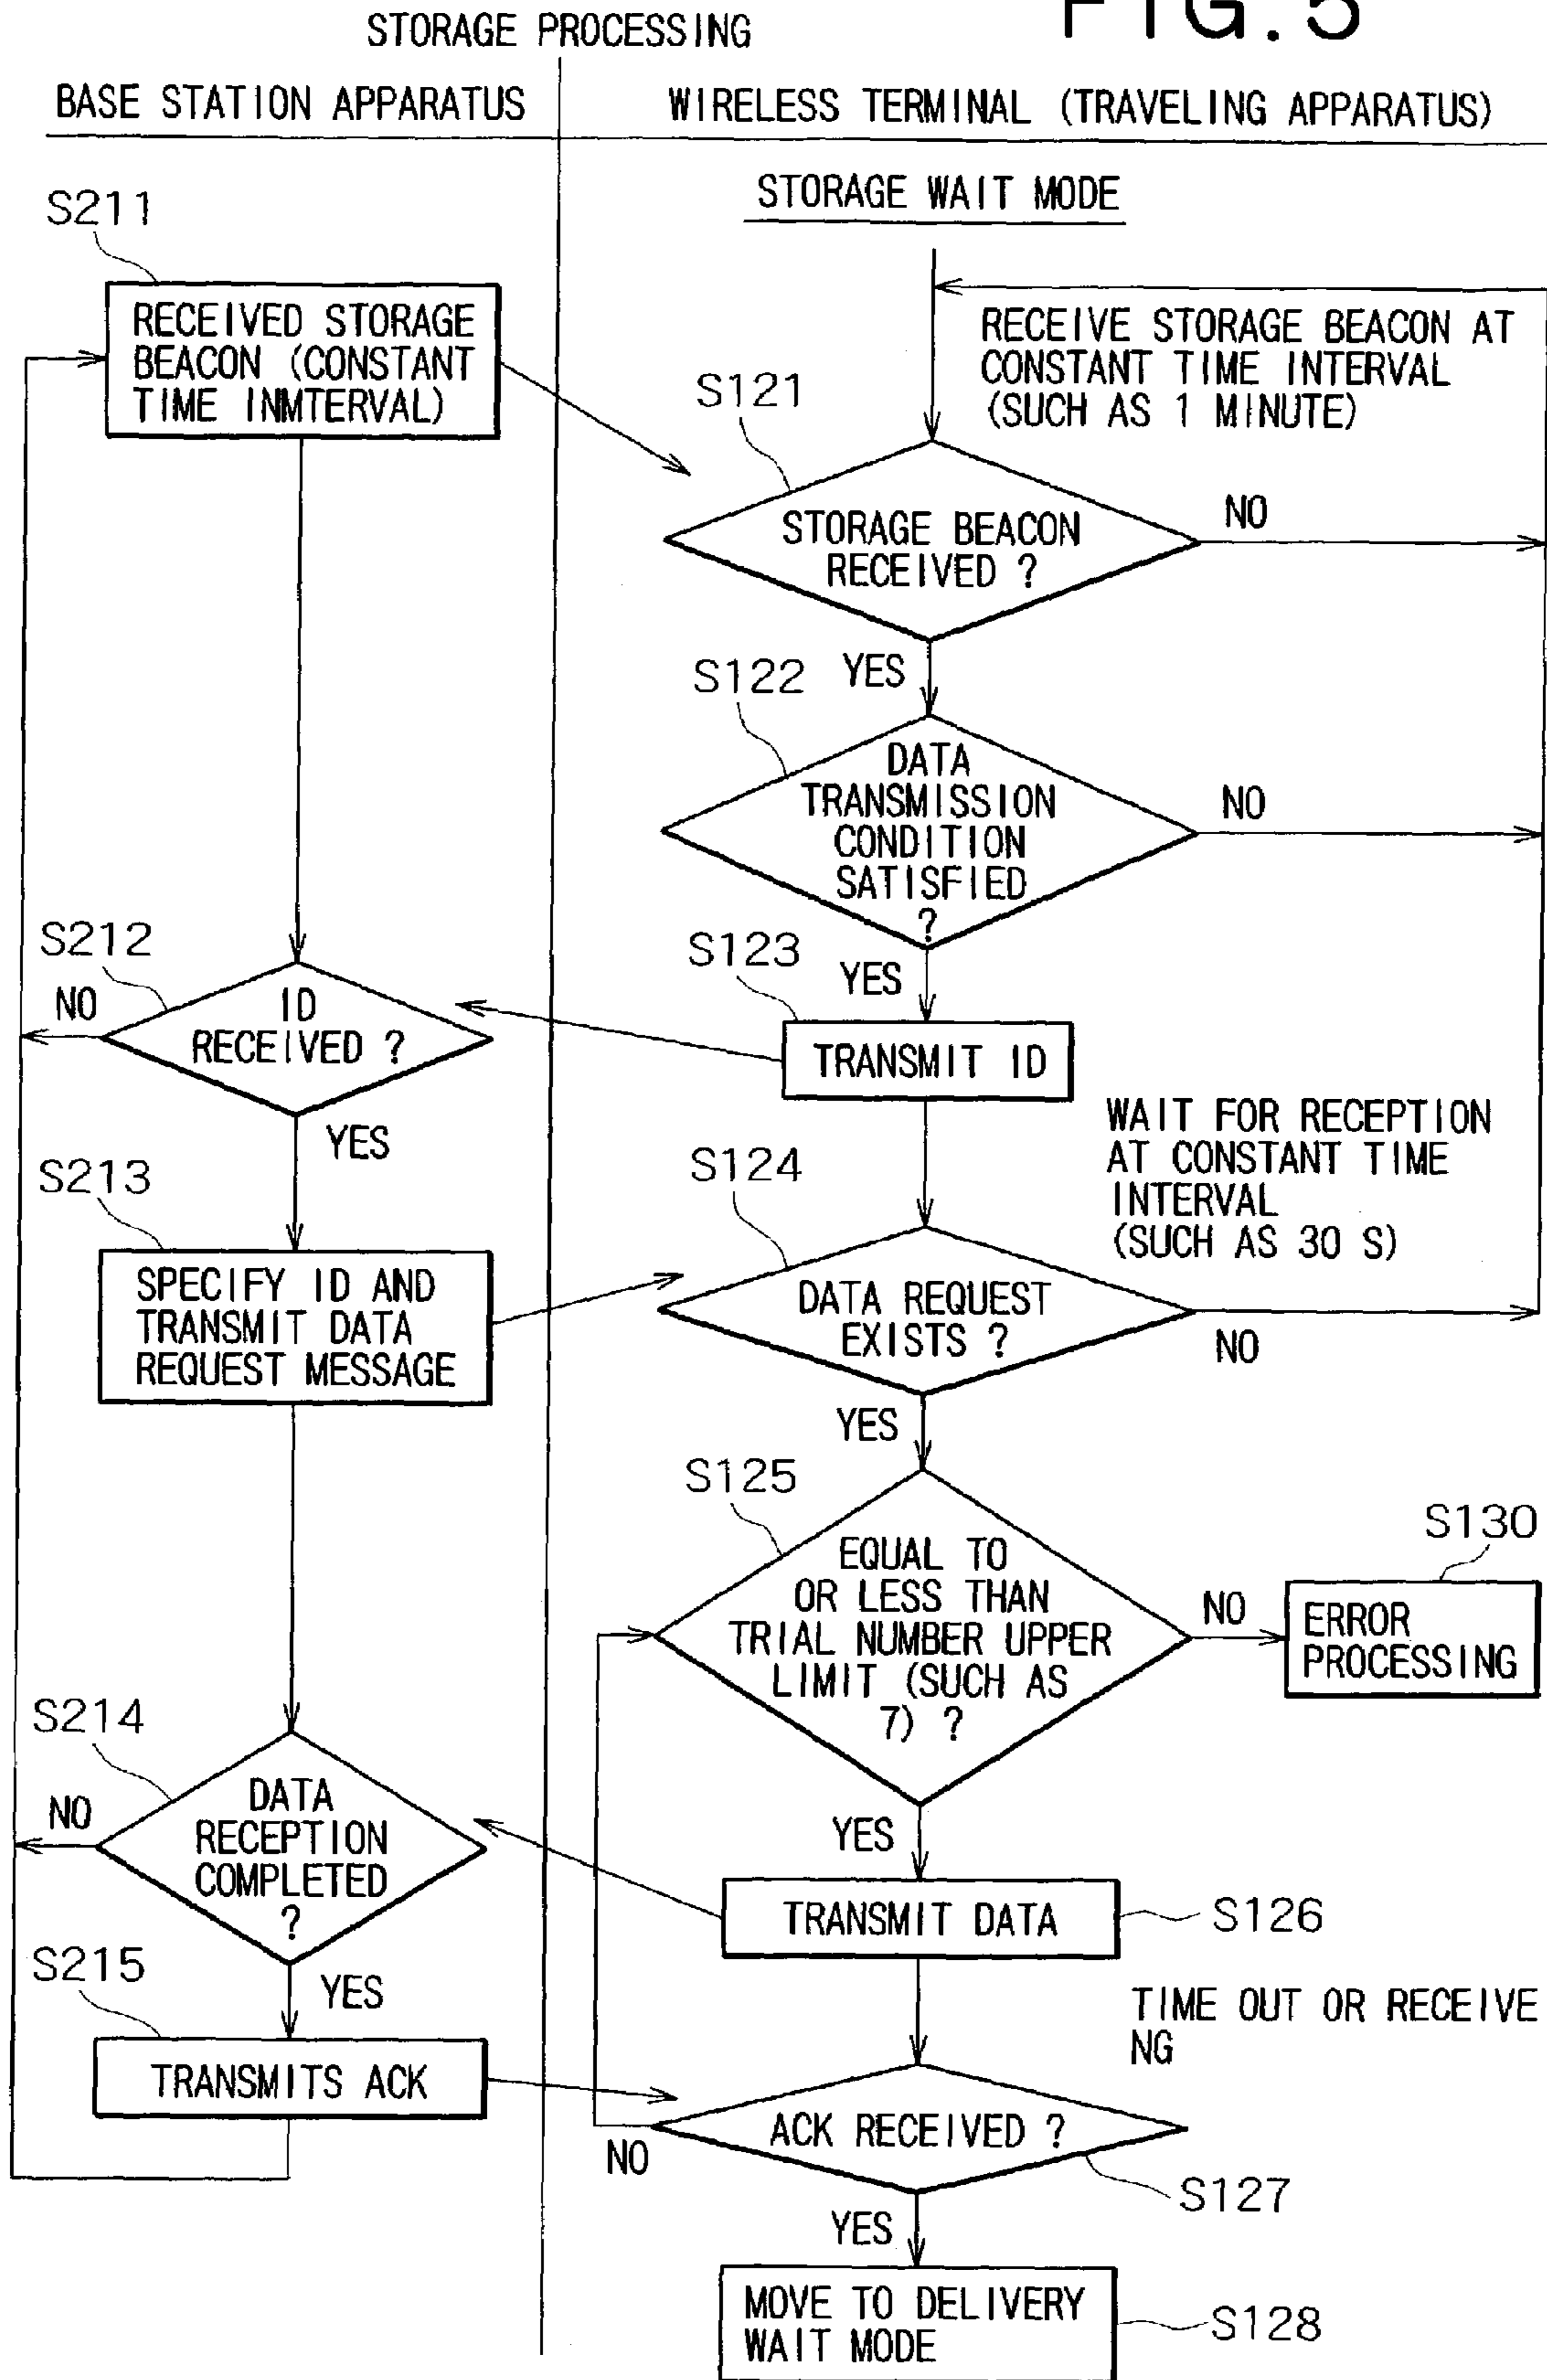 FIG.5
STORAGE PROCESSING
BASE STATION APPARATUS
WIRELESS TERMINAL (TRAVELING APPARATUS)
STORAGE WAIT MODE
S211
RECEIVED STORAGE
BEACON (CONSTANT
TIME INMTERVAL)
RECEIVE STORAGE BEACON AT
CONSTANT TIME INTERVAL
(SUCH AS 1 MINUTE)
S121
STORAGE BEACON
RECEIVED ?
NO
YES
S122
DATA
TRANSMISSION
CONDITION
SATISFIED
?
NO
YES
S123
TRANSMIT ID
S212
ID
RECEIVED ?
NO
YES
S213
SPECIFY ID AND
TRANSMIT DATA
REQUEST MESSAGE
WAIT FOR RECEPTION
AT CONSTANT TIME
INTERVAL
(SUCH AS 30 S)
S124
DATA REQUEST
EXISTS ?
NO
YES
S125
EQUAL TO
OR LESS THAN
TRIAL NUMBER UPPER
LIMIT (SUCH AS
7) ?
NO
S130
ERROR
PROCESSING
YES
S214
DATA
RECEPTION
COMPLETED
?
NO
YES
TRANSMIT DATA
S126
S215
TRANSMITS ACK
TIME OUT OR RECEIVE
NG
ACK RECEIVED ?
NO
S127
YES
MOVE TO DELIVERY
WAIT MODE
S128